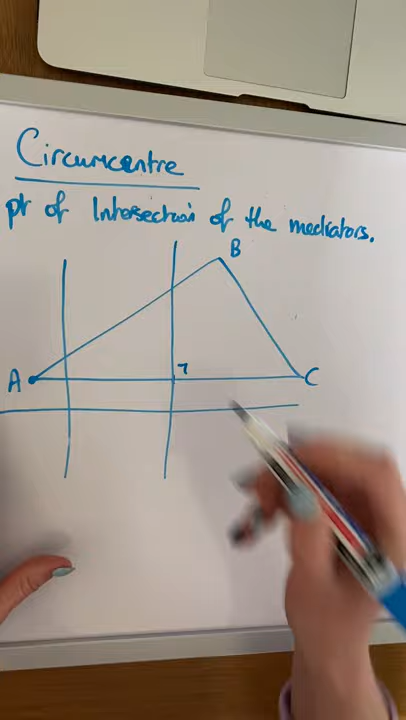 Circumcentre
pt of Intersection of the mediators.
B
A
C